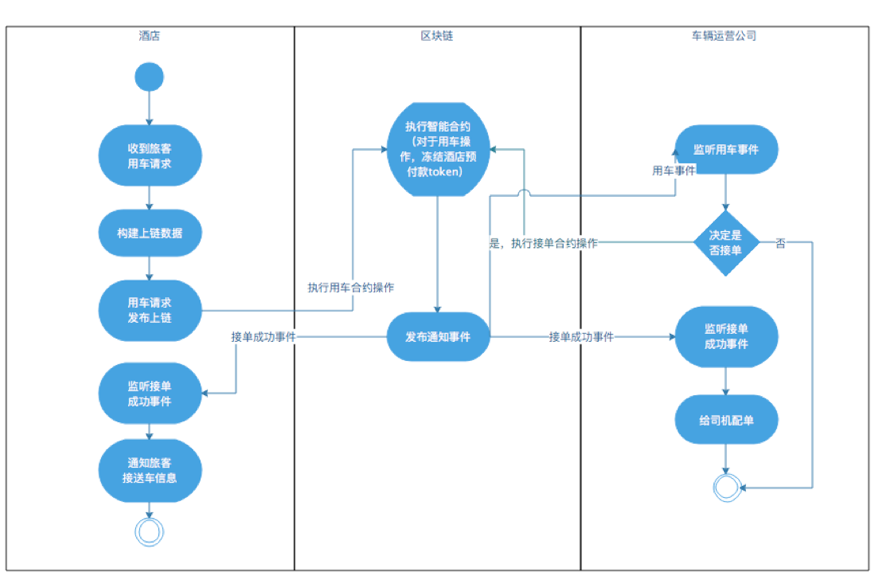 酒店
区块链
车辆运营公司
收到旅客
用车请求
构建上链数据
用车请求
发布上链
执行用车合约操作
接单成功事件
监听接单
成功事件
通知旅客
接送车信息
执行智能合约
（对于用车操
作，冻结酒店预
付款token）
是，执行接单合约操作
发布通知事件
接单成功事件
用车事件
监听用车事件
决定是
否接单
否
监听接单
成功事件
给司机配单